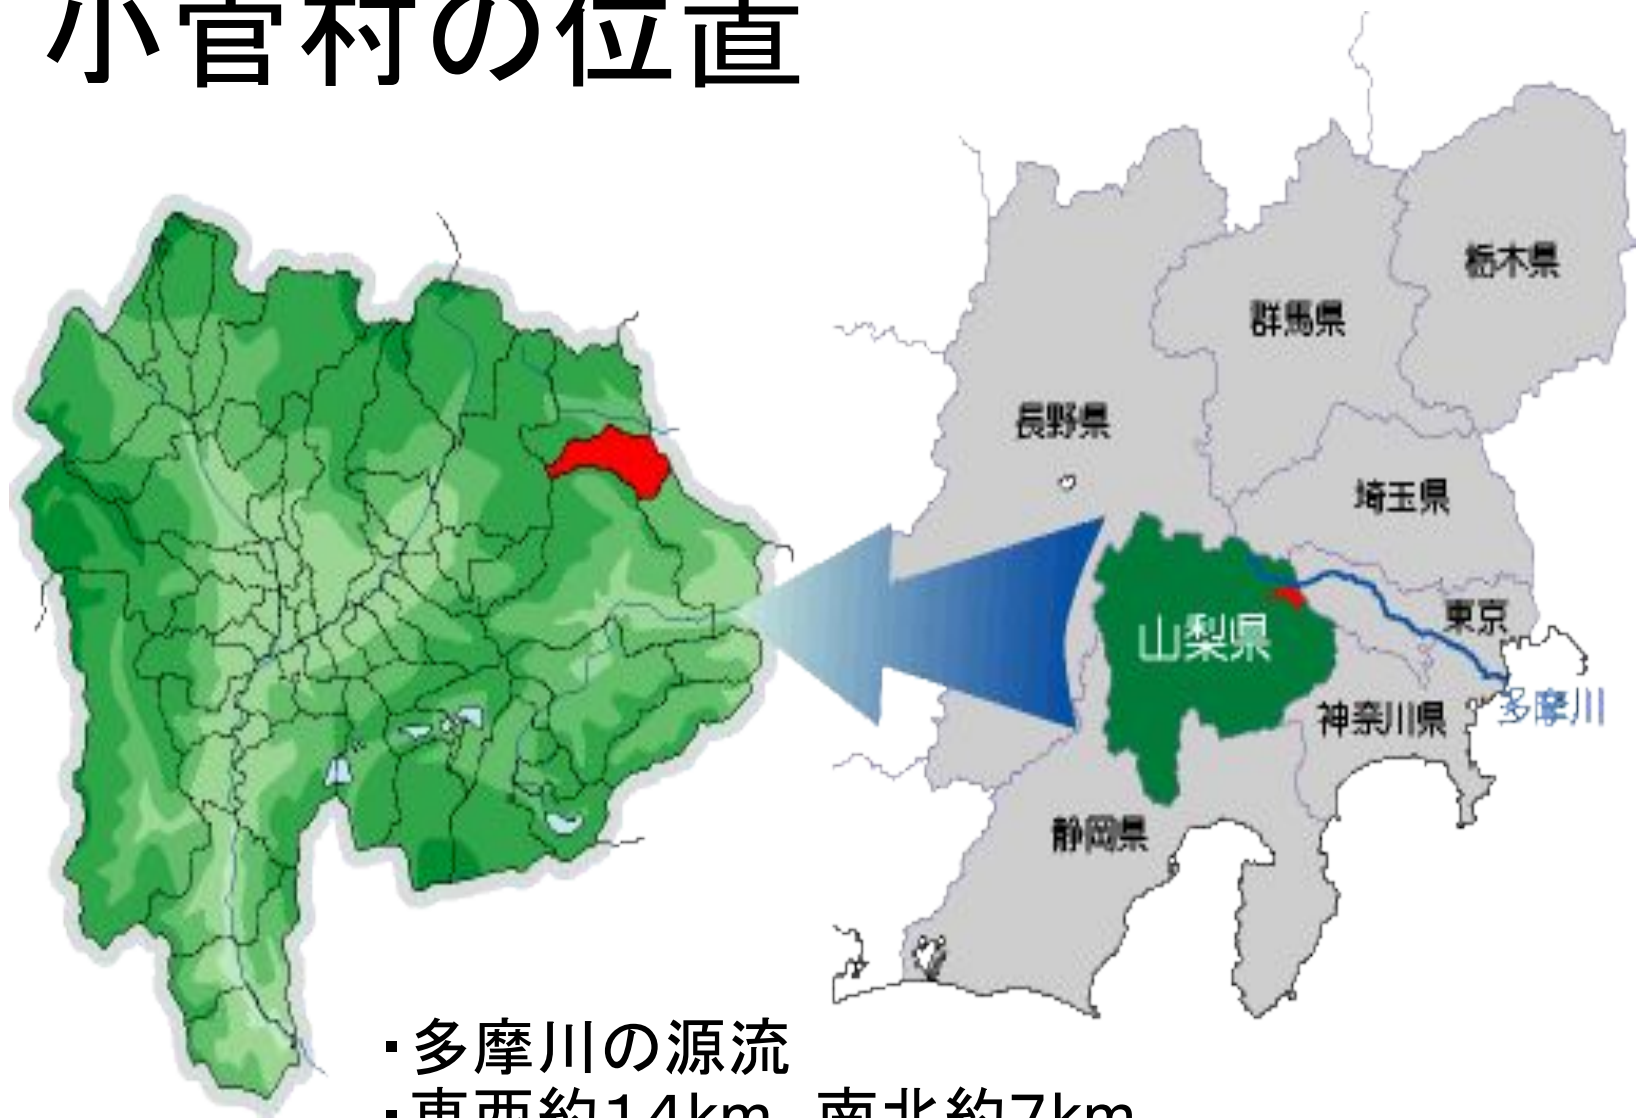 小菅村の位置
栃木県
群馬県
長野県
埼玉県
東京
山梨県
多摩川
神奈川県
静岡県
・多摩川の源流
・東西約14km 南北約7km